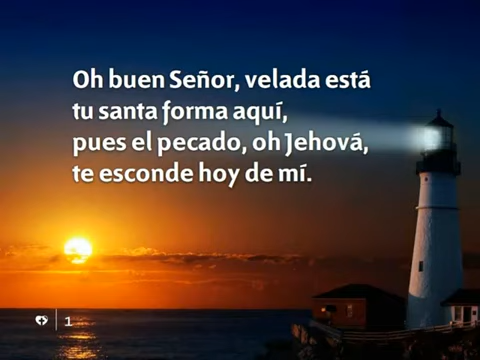 Oh buen Señor, velada está
tu santa forma aquí,
pues el pecado, oh Jehová,
te esconde hoy de mí.
1